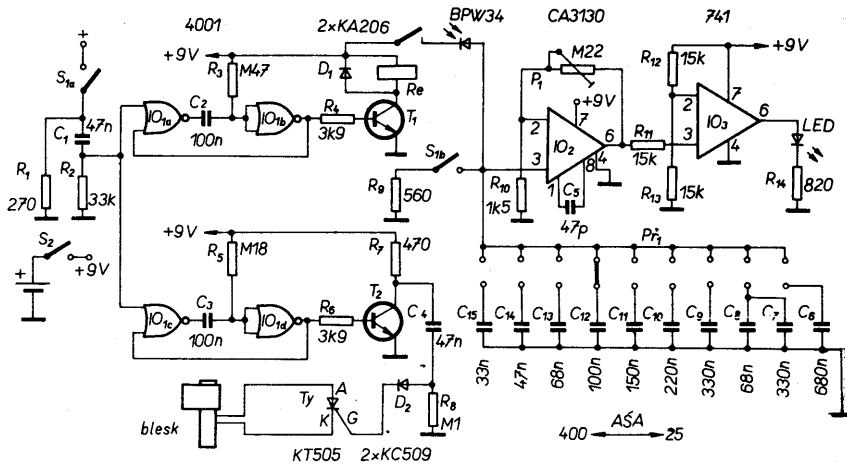 4001
2xKA206
BPW34
CA3130
741
+
S1a
+9V
R3
M47
D1
Re
C1
47n
IO1a
C2
100n
IO1b
R4
3k9
T1
P1
M22
+9V
2
3
7
6
IO2
1
8
4
C5
47p
R10
1k5
R11
15k
R12
15k
+9V
2
3
7
6
4
IO3
R13
15k
LED
R14
820
R1
270
R2
33k
S1b
R9
560
S2
+
+9V
+9V
R5
M18
R7
470
IO1c
C3
100n
IO1d
R6
3k9
T2
C4
47n
Př1
C15
C14
C13
C12
C11
C10
C9
C8
C7
C6
33n
47n
68n
100n
150n
220n
330n
68n
330n
680n
blesk
Ty
A
K
G
D2
R8
M1
KT505
2xKC509
400
AŠA
25